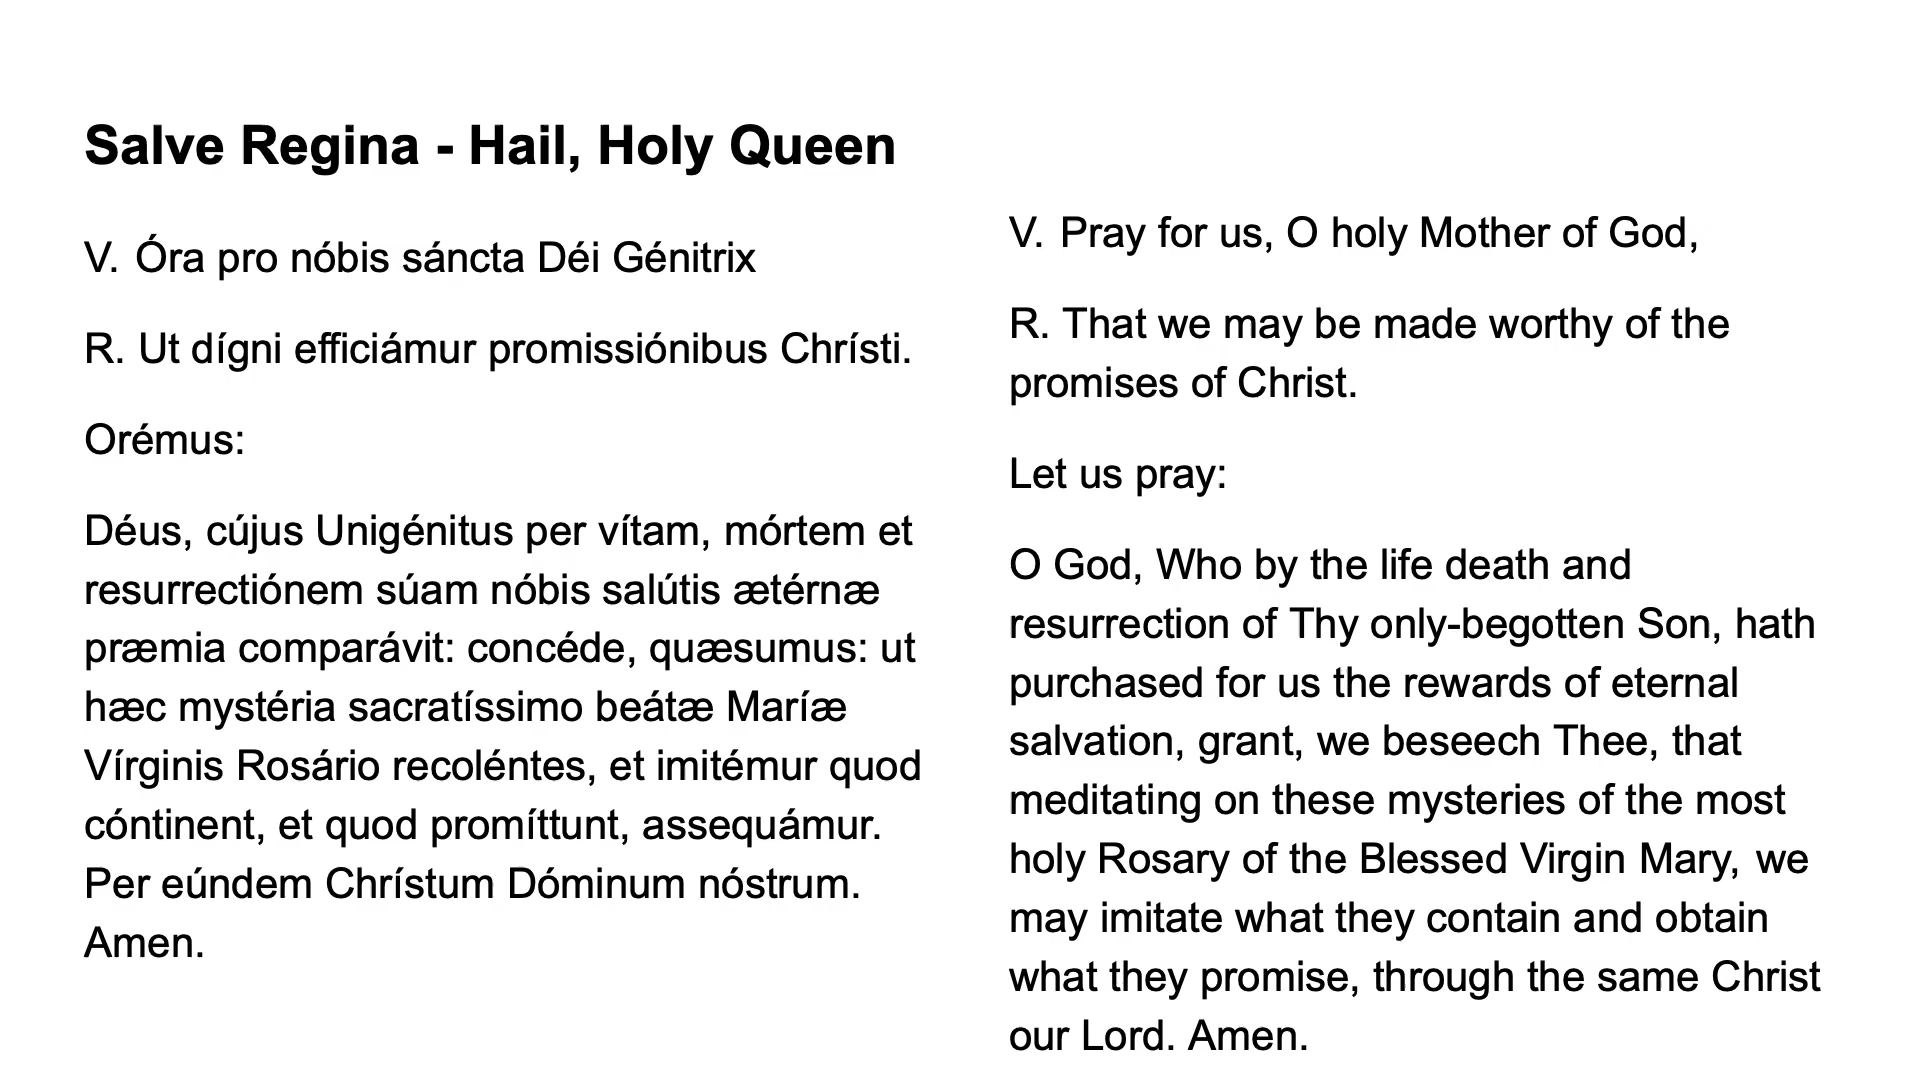 Salve Regina - Hail, Holy Queen
V. Óra pro nóbis sáncta Déi Génitrix
R. Ut dígni efficiámur promissiónibus Chrísti.
Orémus:
Déus, cújus Unigénitus per vítam, mórtem et
resurrectiónem súam nóbis salútis ætérnæ
præmia comparávit: concéde, quæsumus: ut
hæc mystéria sacratíssimo beátæ Maríæ
Vírginis Rosário recoléntes, et imitémur quod
cóntinent, et quod promíttunt, assequámur.
Per eúndem Chrístum Dóminum nóstrum.
Amen.
V. Pray for us, O holy Mother of God,
R. That we may be made worthy of the
promises of Christ.
Let us pray:
O God, Who by the life death and
resurrection of Thy only-begotten Son, hath
purchased for us the rewards of eternal
salvation, grant, we beseech Thee, that
meditating on these mysteries of the most
holy Rosary of the Blessed Virgin Mary, we
may imitate what they contain and obtain
what they promise, through the same Christ
our Lord. Amen.